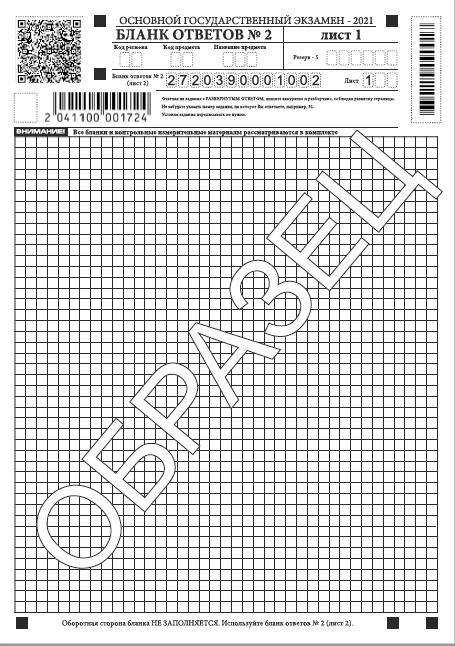 ОСНОВНОЙ ГОСУДАРСТВЕННЫЙ ЭКЗАМЕН - 2021
БЛАНК ОТВЕТОВ № 2
лист 1
Код региона Код предмета Название предмета
Резерв - 5
Бланк ответов № 2
(лист 2)
2720390001002
Лист 1
2 041100 001724
Ответы на задания с РАЗВЕРНУТЫМ ОТВЕТОМ, пишите аккуратно и разборчиво, соблюдая разметку страницы.
Не забудьте указать номер задания, на которое Вы отвечаете, например, 31.
Условия задания переписывать не нужно.
ВНИМАНИЕ! Все бланки и контрольные измерительные материалы рассматриваются в комплекте
ОБРАЗЕЦ
Оборотная сторона бланка НЕ ЗАПОЛНЯЕТСЯ. Используйте бланк ответов № 2 (лист 2).